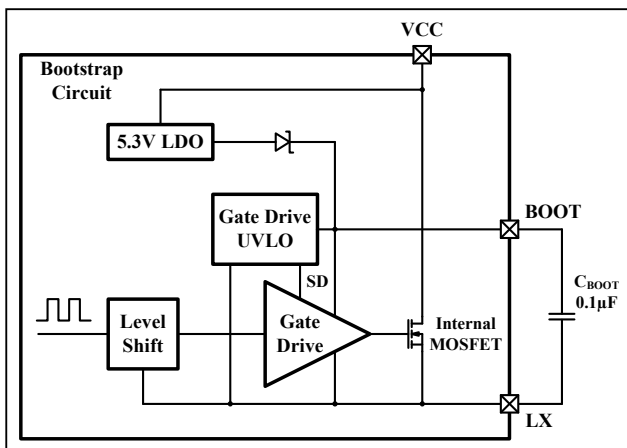 VCC
Bootstrap
Circuit
5.3V LDO
Gate Drive
UVLO
BOOT
SD
C_BOOT
0.1µF
Level
Shift
Gate
Drive
Internal
MOSFET
LX